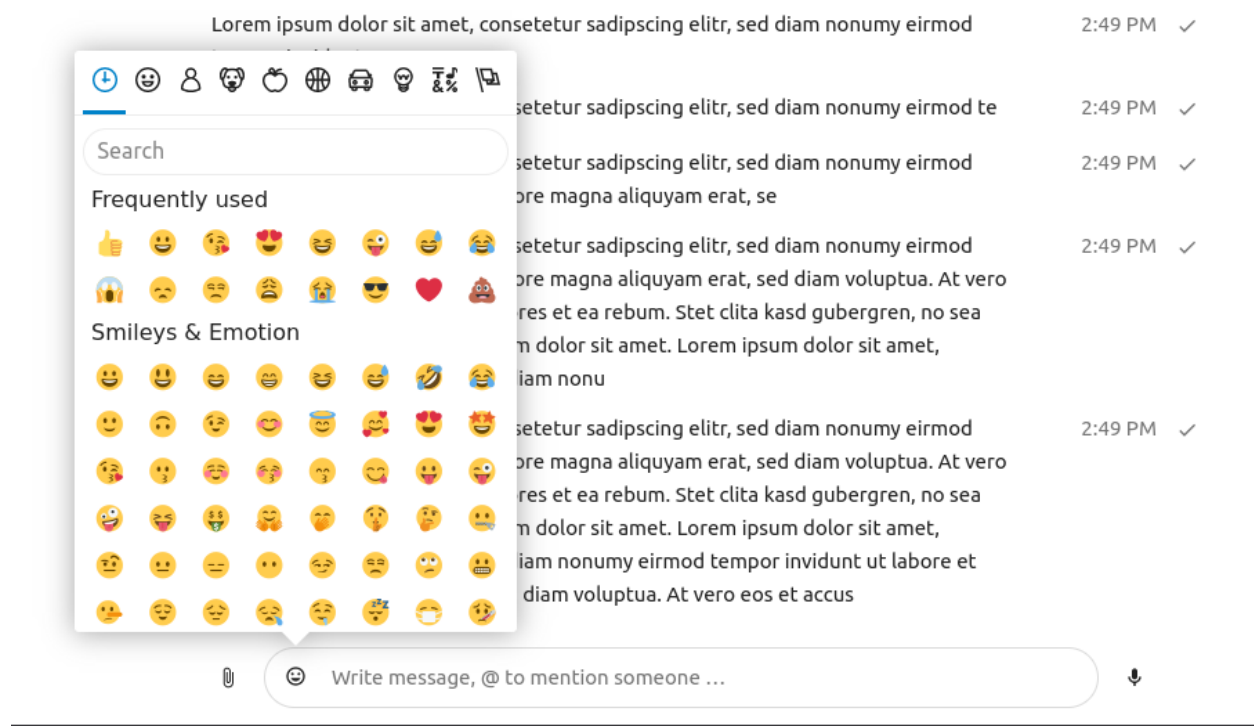 Lorem ipsum dolor sit amet, consetetur sadipscing elitr, sed diam nonumy eirmod 2:49 PM
setetur sadipscing elitr, sed diam nonumy eirmod te 2:49 PM
Search
setetur sadipscing elitr, sed diam nonumy eirmod 2:49 PM
ore magna aliquyam erat, se
Frequently used
setetur sadipscing elitr, sed diam nonumy eirmod 2:49 PM
ore magna aliquyam erat, sed diam voluptua. At vero
res et ea rebum. Stet clita kasd gubergren, no sea
Smileys & Emotion
m dolor sit amet. Lorem ipsum dolor sit amet,
iam nonu
setetur sadipscing elitr, sed diam nonumy eirmod 2:49 PM
ore magna aliquyam erat, sed diam voluptua. At vero
res et ea rebum. Stet clita kasd gubergren, no sea
m dolor sit amet. Lorem ipsum dolor sit amet,
iam nonumy eirmod tempor invidunt ut labore et
diam voluptua. At vero eos et accus
Write message, @ to mention someone …